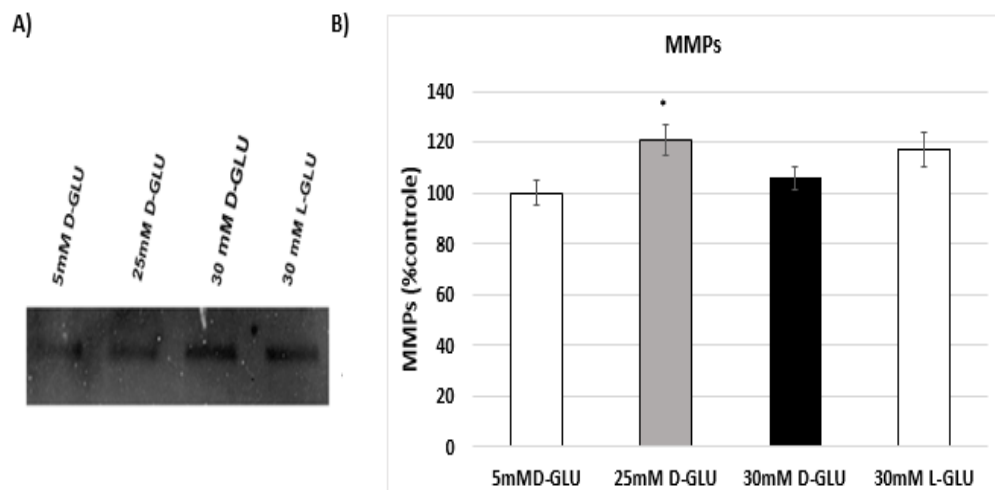 A)
5mM D-GLU
25mM D-GLU
30 mM D-GLU
30 mM L-GLU
B)
MMPs
*
MMPs (%controle)
140
120
100
80
60
40
20
0
5mMD-GLU
25mM D-GLU
30mM D-GLU
30mM L-GLU